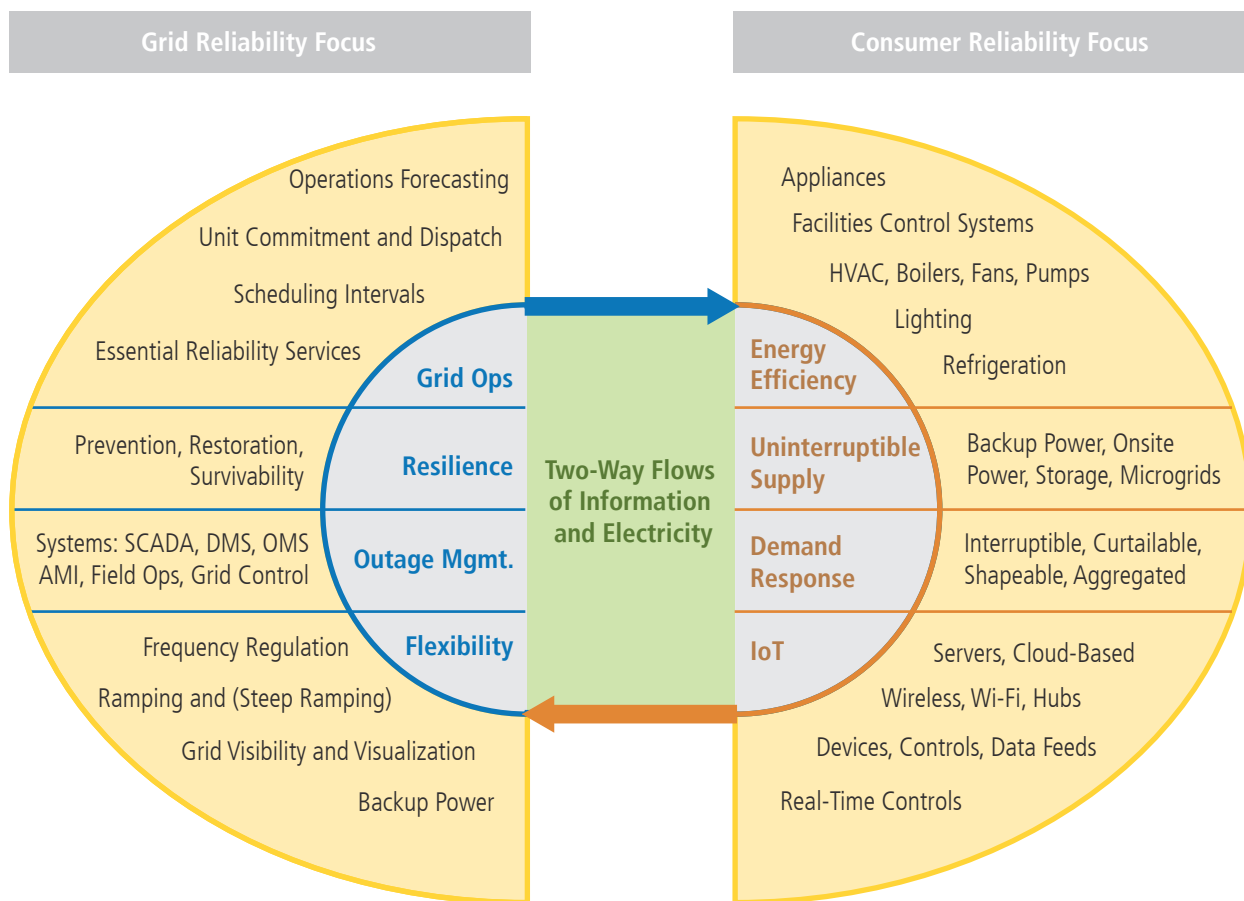 Grid Reliability Focus
Operations Forecasting
Unit Commitment and Dispatch
Scheduling Intervals
Essential Reliability Services
Grid Ops
Prevention, Restoration,
Survivability
Resilience
Systems: SCADA, DMS, OMS
AMI, Field Ops, Grid Control
Outage Mgmt.
Flexibility
Frequency Regulation
Ramping and (Steep Ramping)
Grid Visibility and Visualization
Backup Power
Two-Way Flows
of Information
and Electricity
Consumer Reliability Focus
Appliances
Facilities Control Systems
HVAC, Boilers, Fans, Pumps
Lighting
Refrigeration
Energy
Efficiency
Uninterruptible
Supply
Backup Power, Onsite
Power, Storage, Microgrids
Demand
Response
Interruptible, Curtailable,
Shapeable, Aggregated
IoT
Servers, Cloud-Based
Wireless, Wi-Fi, Hubs
Devices, Controls, Data Feeds
Real-Time Controls